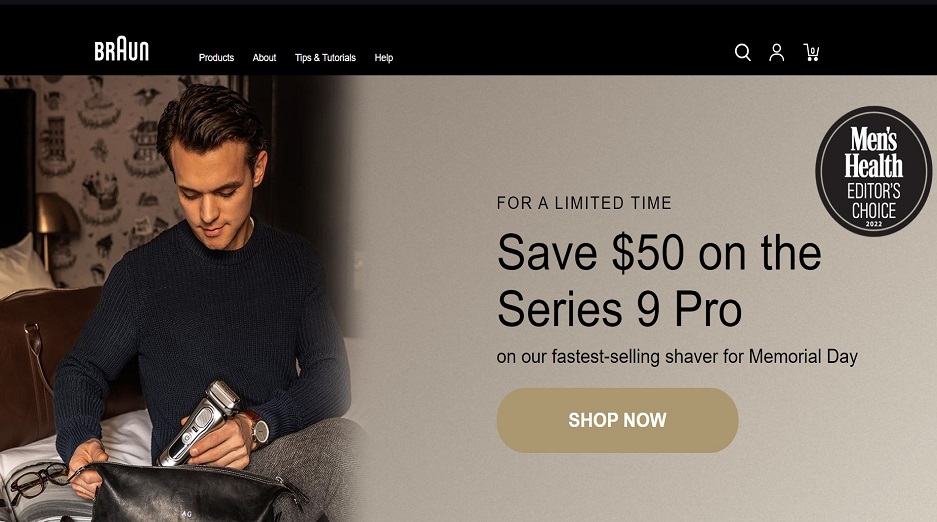 BRAUN
Products About Tips & Tutorials Help
0
FOR A LIMITED TIME
Save $50 on the
Series 9 Pro
on our fastest-selling shaver for Memorial Day
SHOP NOW
Men's
Health
EDITOR'S
CHOICE
2022
AG